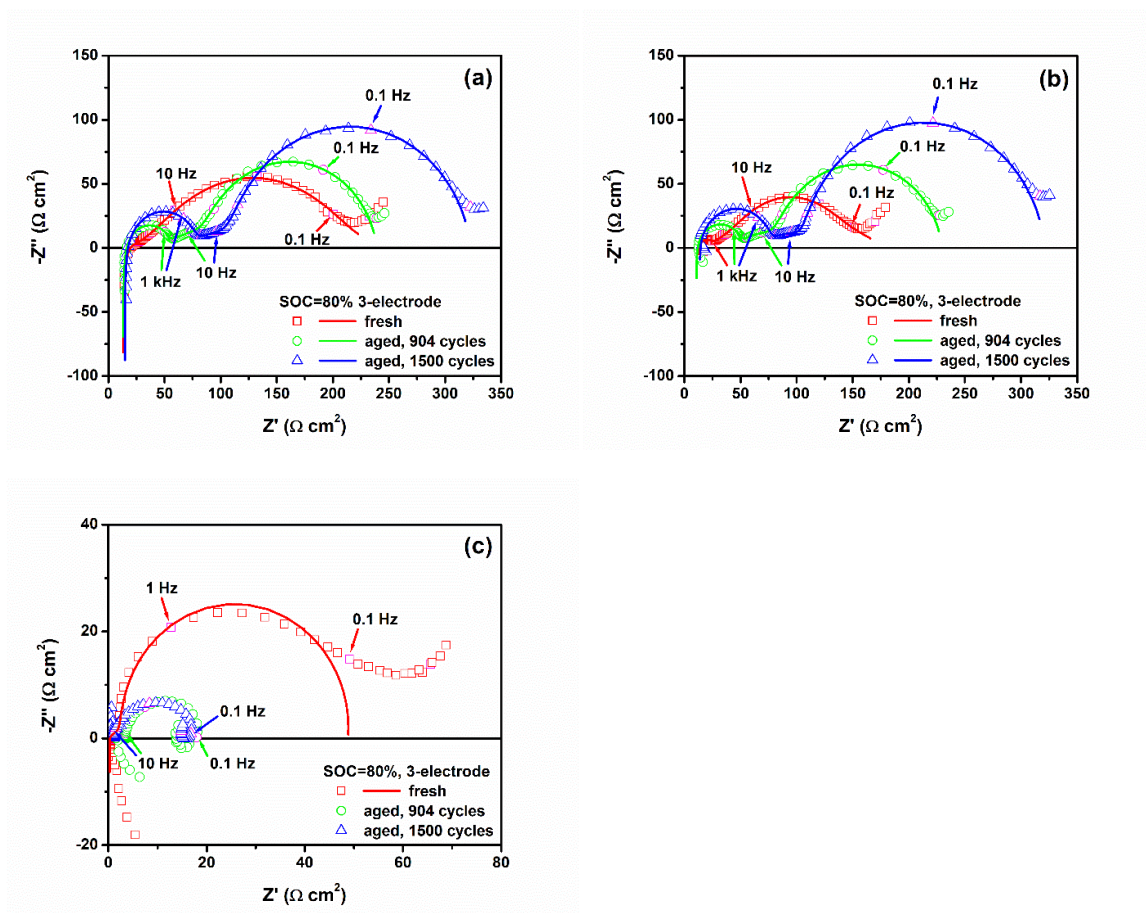 150
100
50
0
-50
-100
0 50 100 150 200 250 300 350
-Z'' (Ω cm²)
Z' (Ω cm²)
(a)
0.1 Hz
0.1 Hz
10 Hz
0.1 Hz
1 kHz
10 Hz
SOC=80% 3-electrode
fresh
aged, 904 cycles
aged, 1500 cycles
150
100
50
0
-50
-100
0 50 100 150 200 250 300 350
-Z'' (Ω cm²)
Z' (Ω cm²)
(b)
0.1 Hz
10 Hz
0.1 Hz
0.1 Hz
1 kHz
10 Hz
SOC=80%, 3-electrode
fresh
aged, 904 cycles
aged, 1500 cycles
40
20
0
-20
0 20 40 60 80
-Z'' (Ω cm²)
Z' (Ω cm²)
(c)
1 Hz
0.1 Hz
0.1 Hz
10 Hz
0.1 Hz
SOC=80%, 3-electrode
fresh
aged, 904 cycles
aged, 1500 cycles